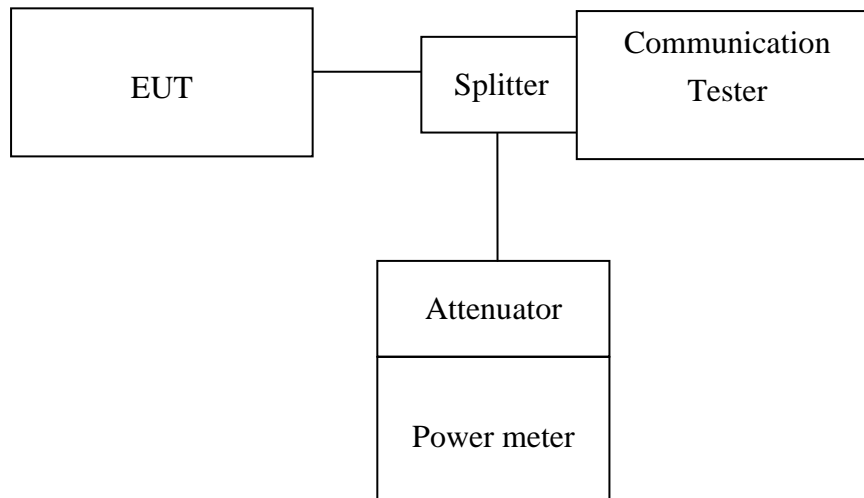 EUT
Splitter
Communication
Tester
Attenuator
Power meter